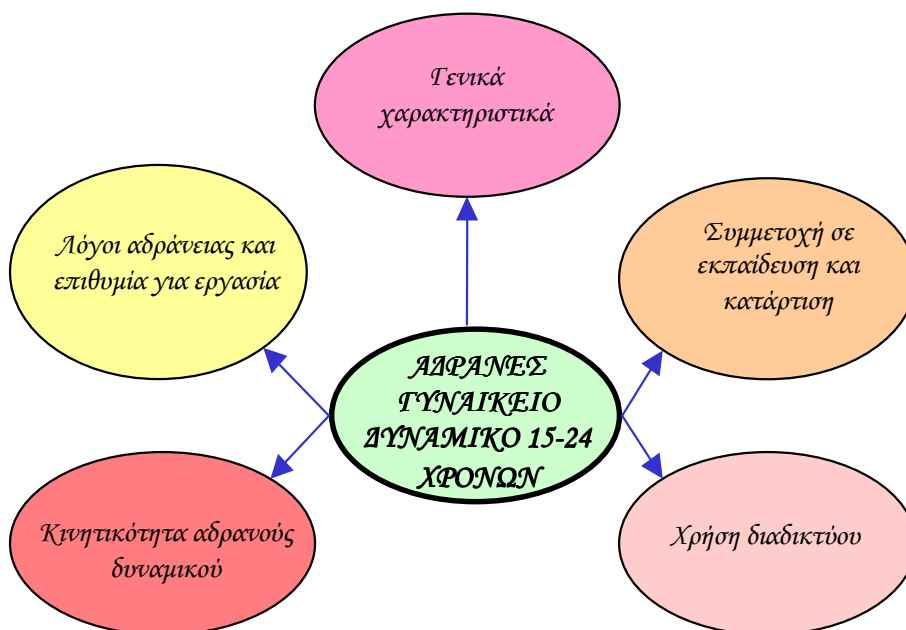 Γενικά
χαρακτηριστικά
Λόγοι αδράνειας και
επιθυμία για εργασία
Συμμετοχή σε
εκπαίδευση και
κατάρτιση
ΑΔΡΑΝΕΣ
ΓΥΝΑΙΚΕΙΟ
ΔΥΝΑΜΙΚΟ 15-24
ΧΡΟΝΩΝ
Κινητικότητα αδρανούς
δυναμικού
Χρήση διαδικτύου